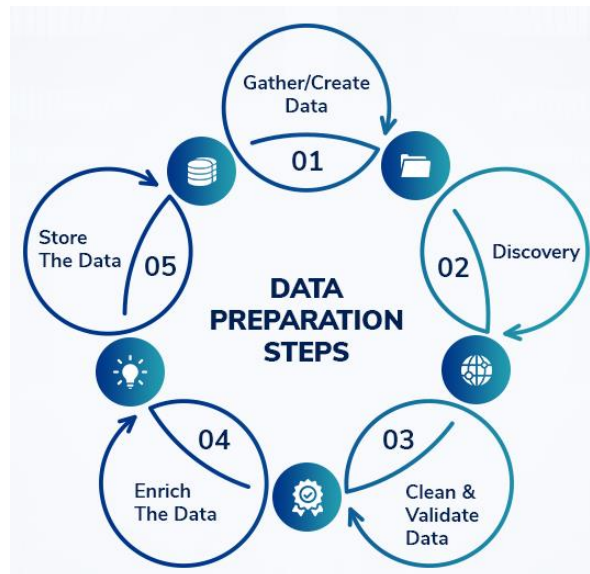 Gather/Create
Data
01
02
Discovery
03
Clean &
Validate
Data
04
Enrich
The Data
05
Store
The Data
DATA
PREPARATION
STEPS